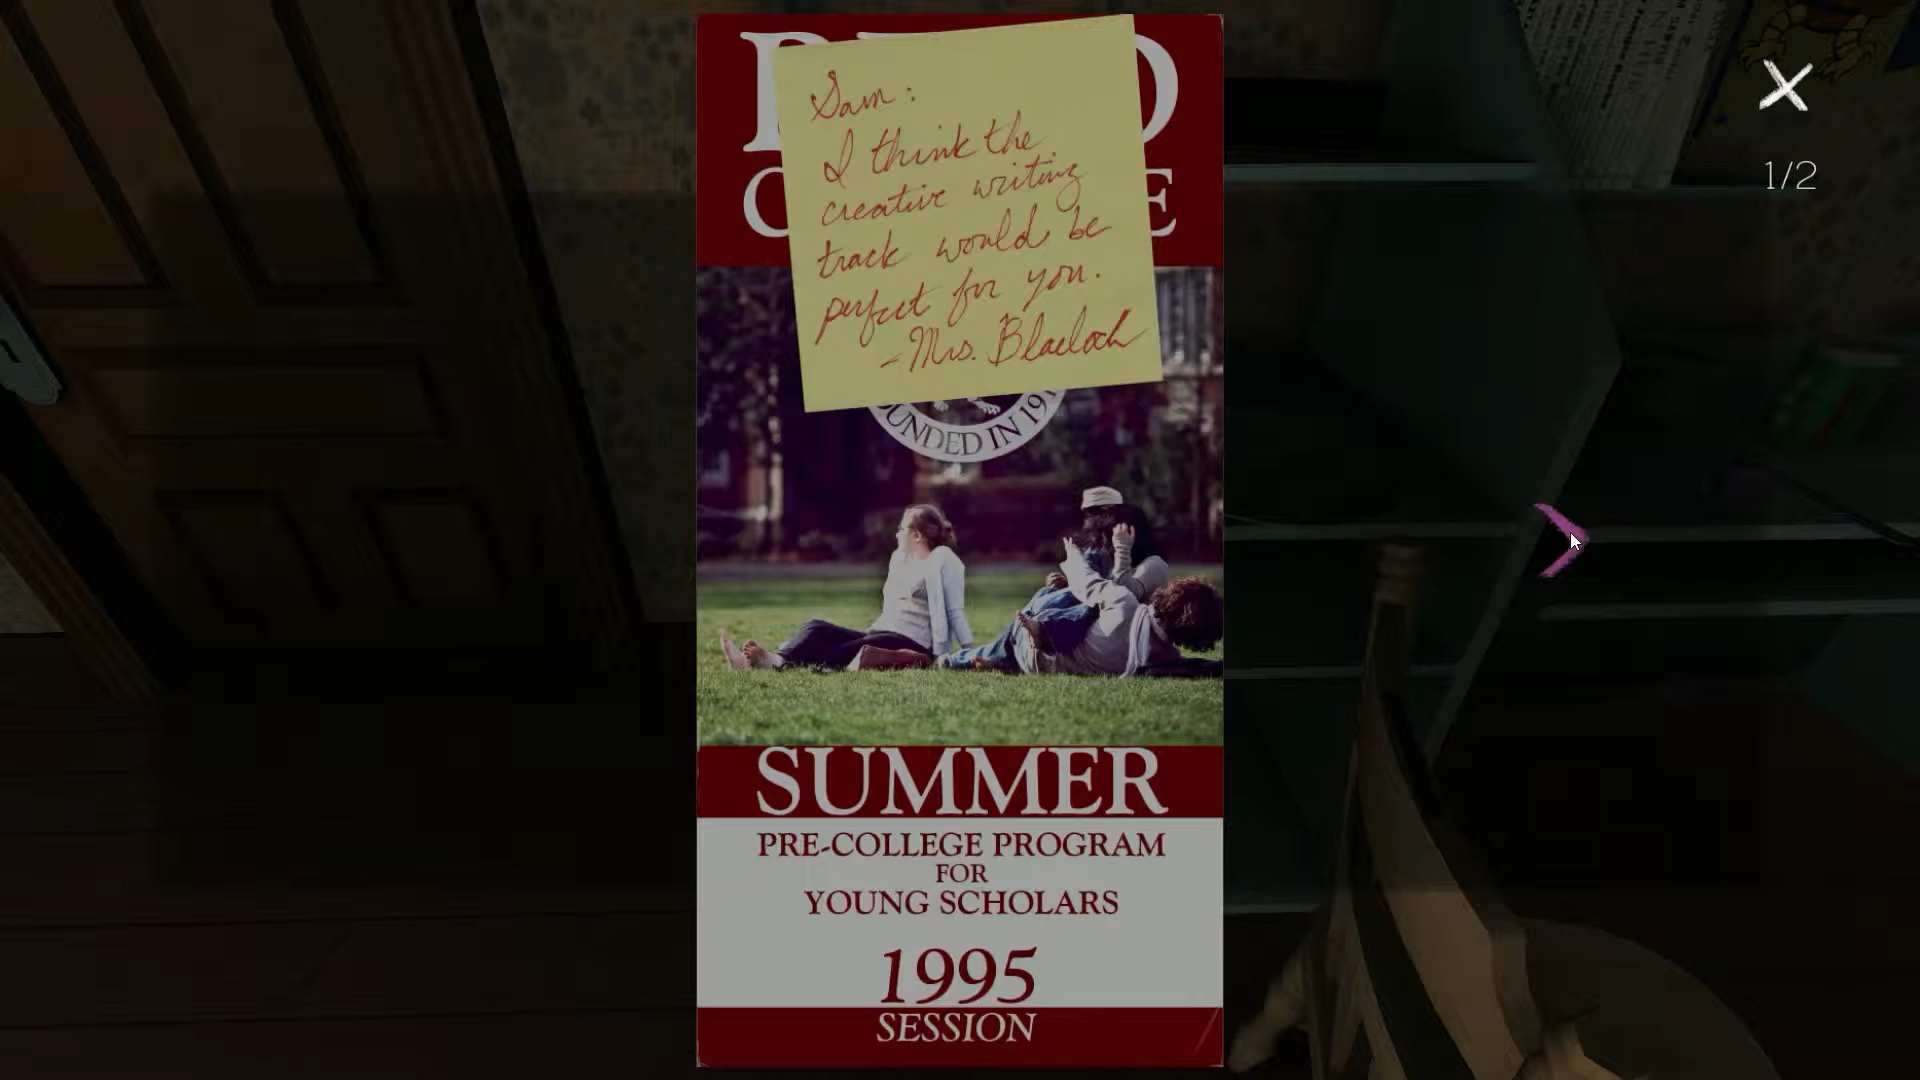 Sam:
I think the
creative writing
track would be
perfect for you.
- Mrs. Blaeloch
1/2
SUMMER
PRE-COLLEGE PROGRAM
FOR
YOUNG SCHOLARS
1995
SESSION